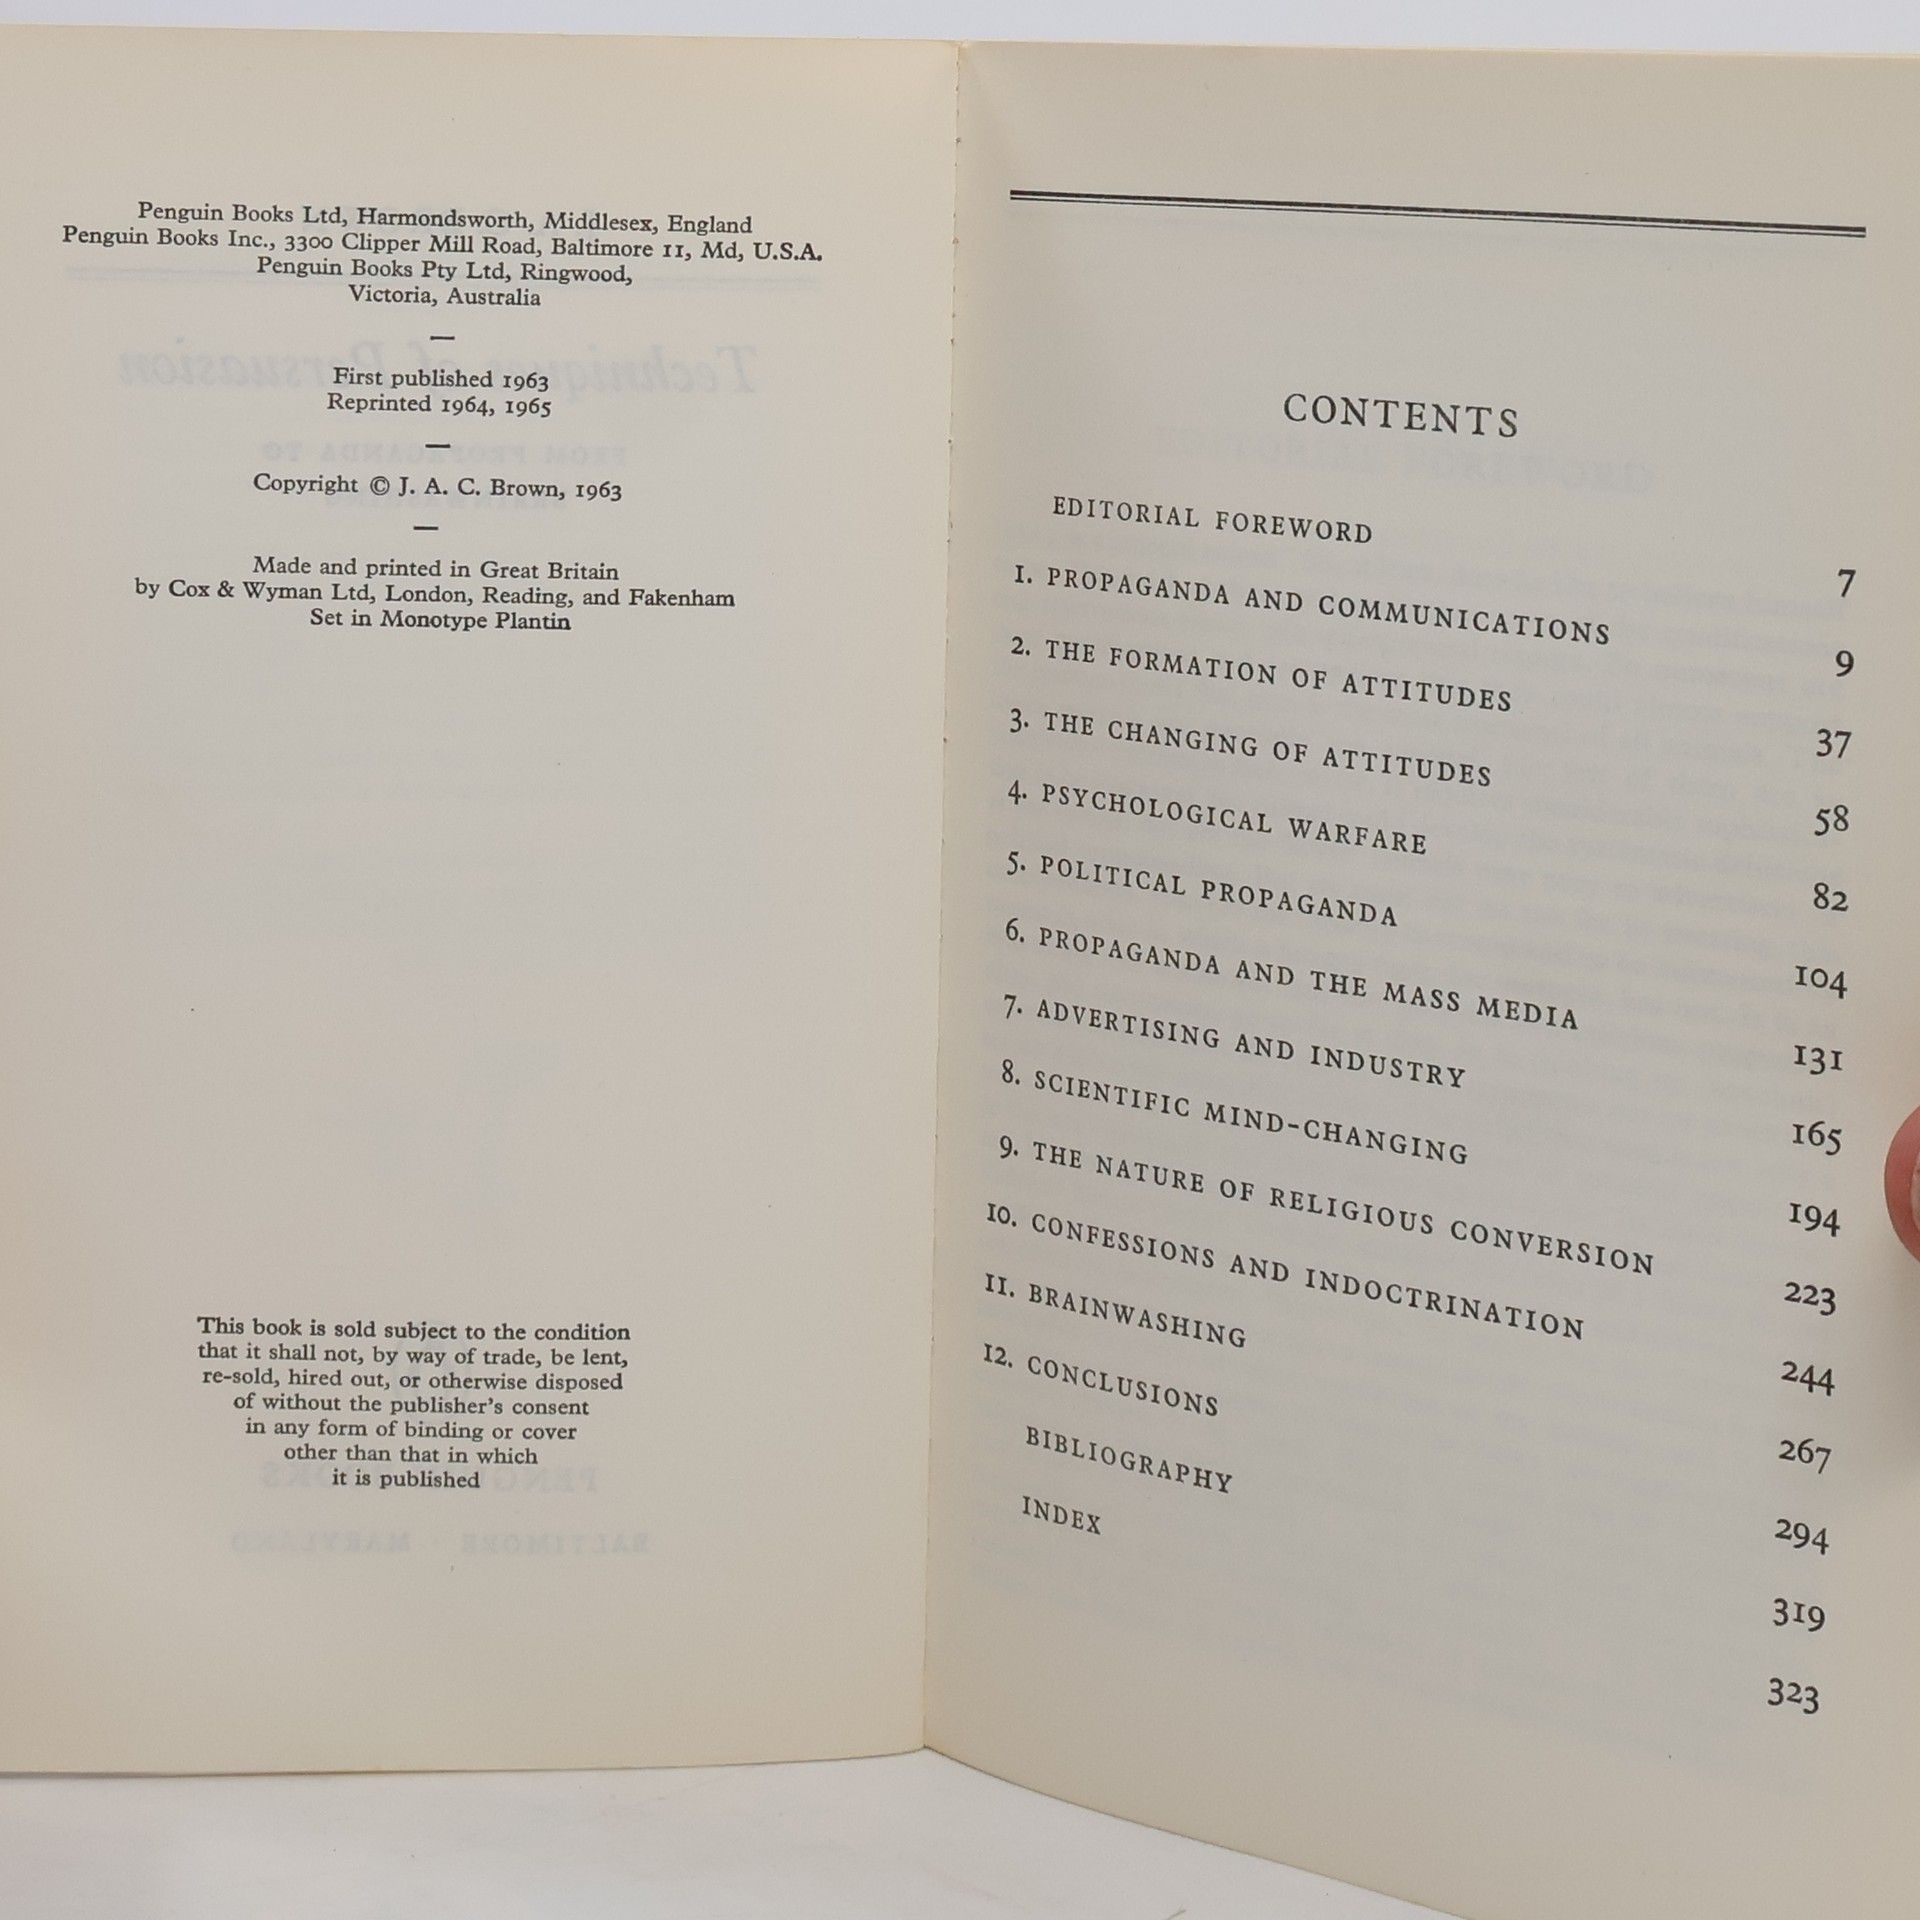 Penguin Books Ltd, Harmondsworth, Middlesex, England
Penguin Books Inc., 3300 Clipper Mill Road, Baltimore 11, Md, U.S.A.
Penguin Books Pty Ltd, Ringwood,
Victoria, Australia
—
First published 1963
Reprinted 1964, 1965
—
Copyright © J. A. C. Brown, 1963
—
Made and printed in Great Britain
by Cox & Wyman Ltd, London, Reading, and Fakenham
Set in Monotype Plantin
This book is sold subject to the condition
that it shall not, by way of trade, be lent,
re-sold, hired out, or otherwise disposed
of without the publisher's consent
in any form of binding or cover
other than that in which
it is published
CONTENTS
EDITORIAL FOREWORD 7
1. PROPAGANDA AND COMMUNICATIONS 9
2. THE FORMATION OF ATTITUDES 37
3. THE CHANGING OF ATTITUDES 58
4. PSYCHOLOGICAL WARFARE 82
5. POLITICAL PROPAGANDA 104
6. PROPAGANDA AND THE MASS MEDIA 131
7. ADVERTISING AND INDUSTRY 165
8. SCIENTIFIC MIND-CHANGING 194
9. THE NATURE OF RELIGIOUS CONVERSION 223
10. CONFESSIONS AND INDOCTRINATION 244
11. BRAINWASHING 267
12. CONCLUSIONS 294
BIBLIOGRAPHY 319
INDEX 323